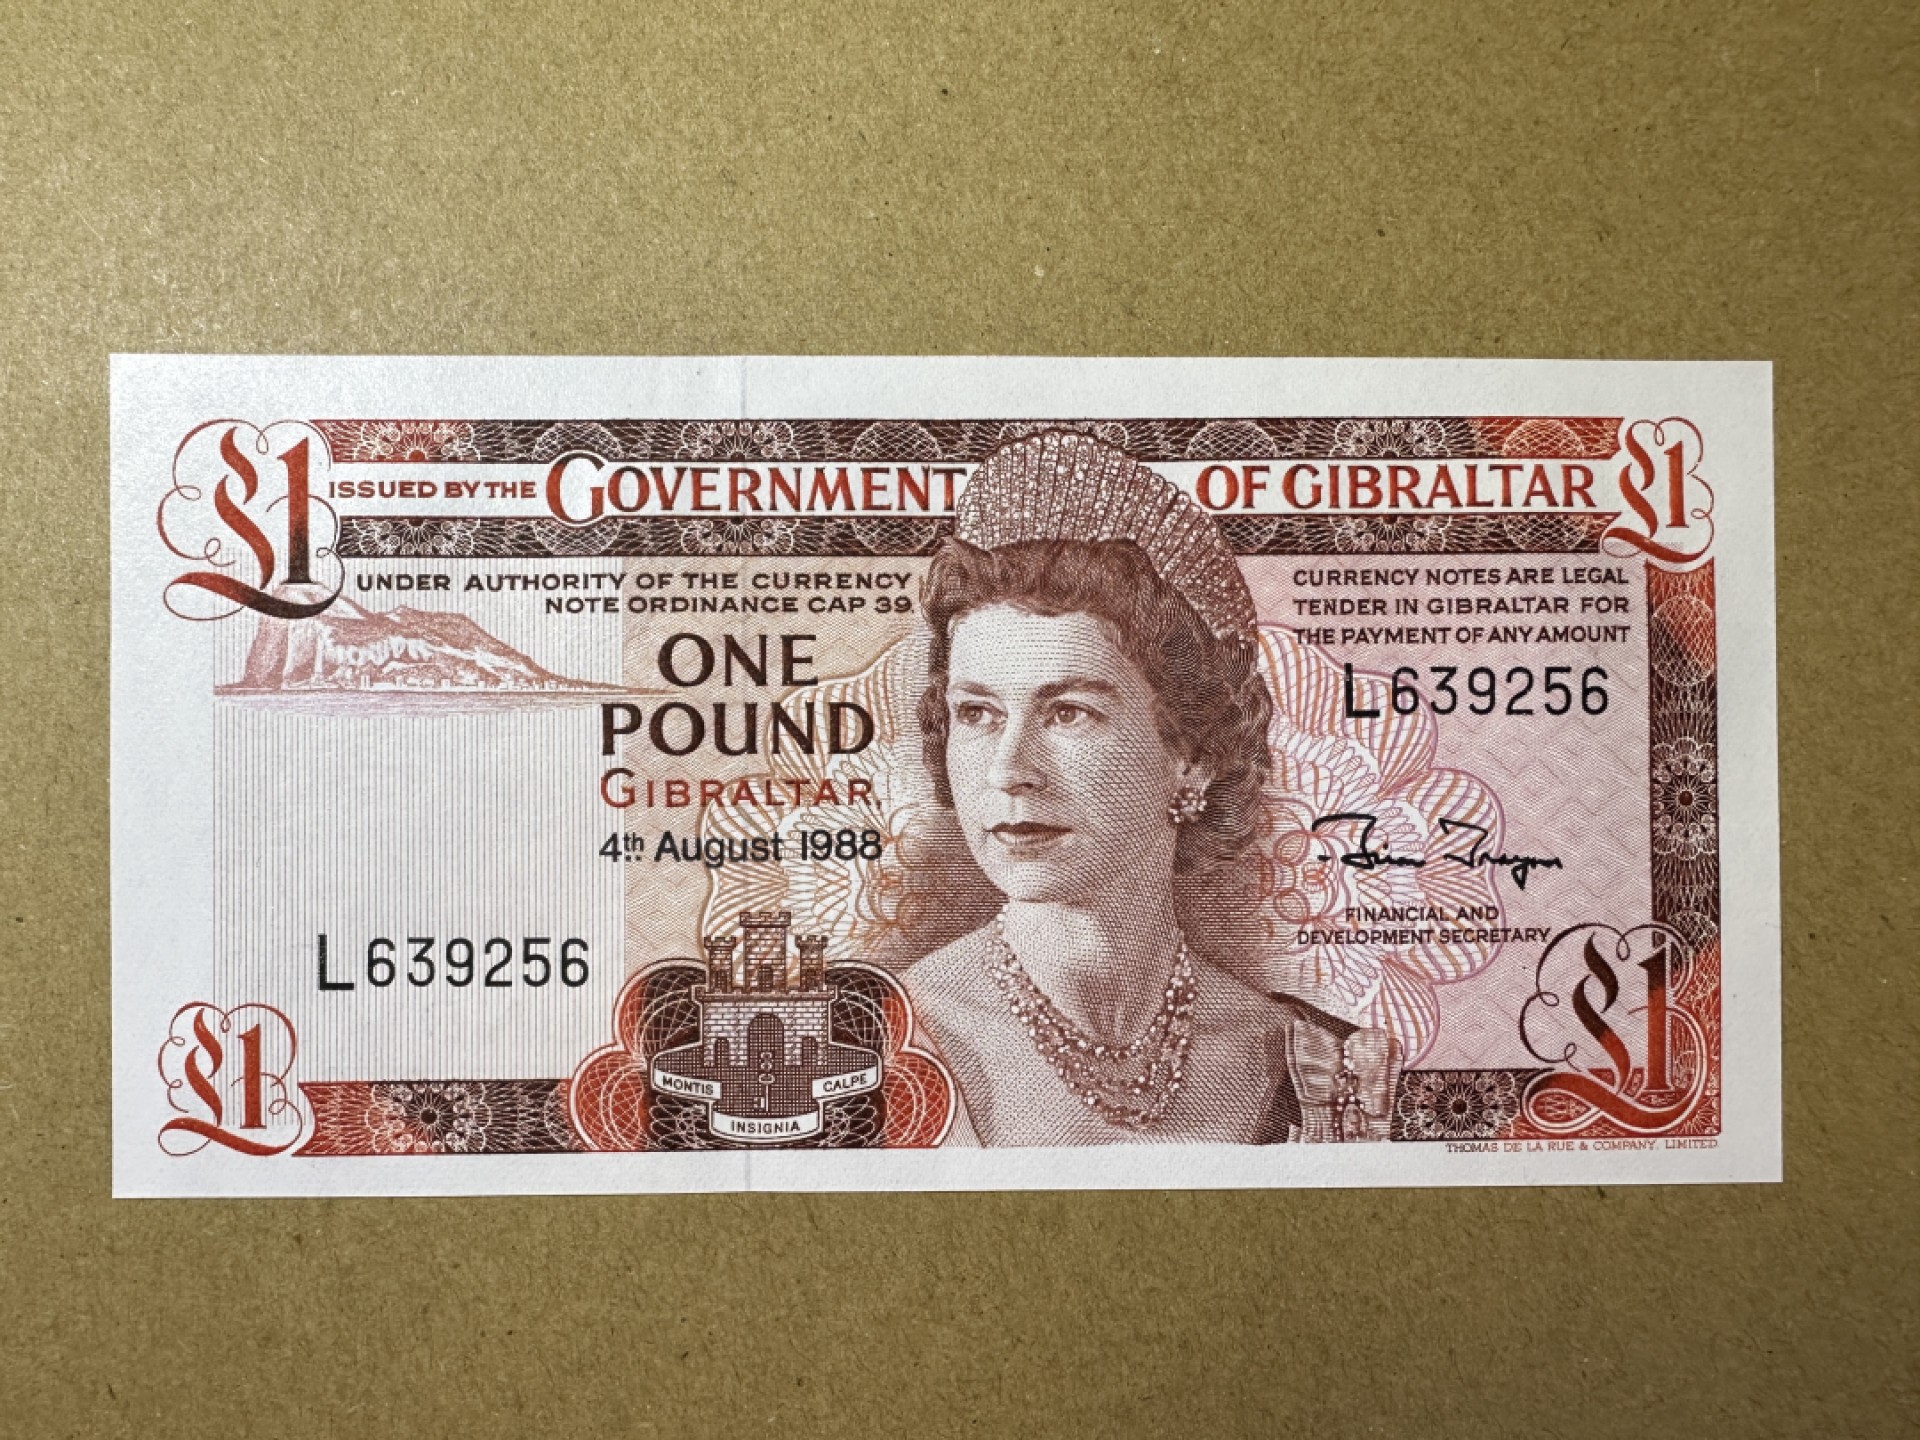 £1 ISSUED BY THE GOVERNMENT OF GIBRALTAR £1
UNDER AUTHORITY OF THE CURRENCY
NOTE ORDINANCE CAP 39.
CURRENCY NOTES ARE LEGAL
TENDER IN GIBRALTAR FOR
THE PAYMENT OF ANY AMOUNT
ONE
POUND
GIBRALTAR,
4th August 1988
L639256
FINANCIAL AND
DEVELOPMENT SECRETARY
L639256
£1
MONTIS
CALPE
INSIGNIA
£1
THOMAS DE LA RUE & COMPANY, LIMITED